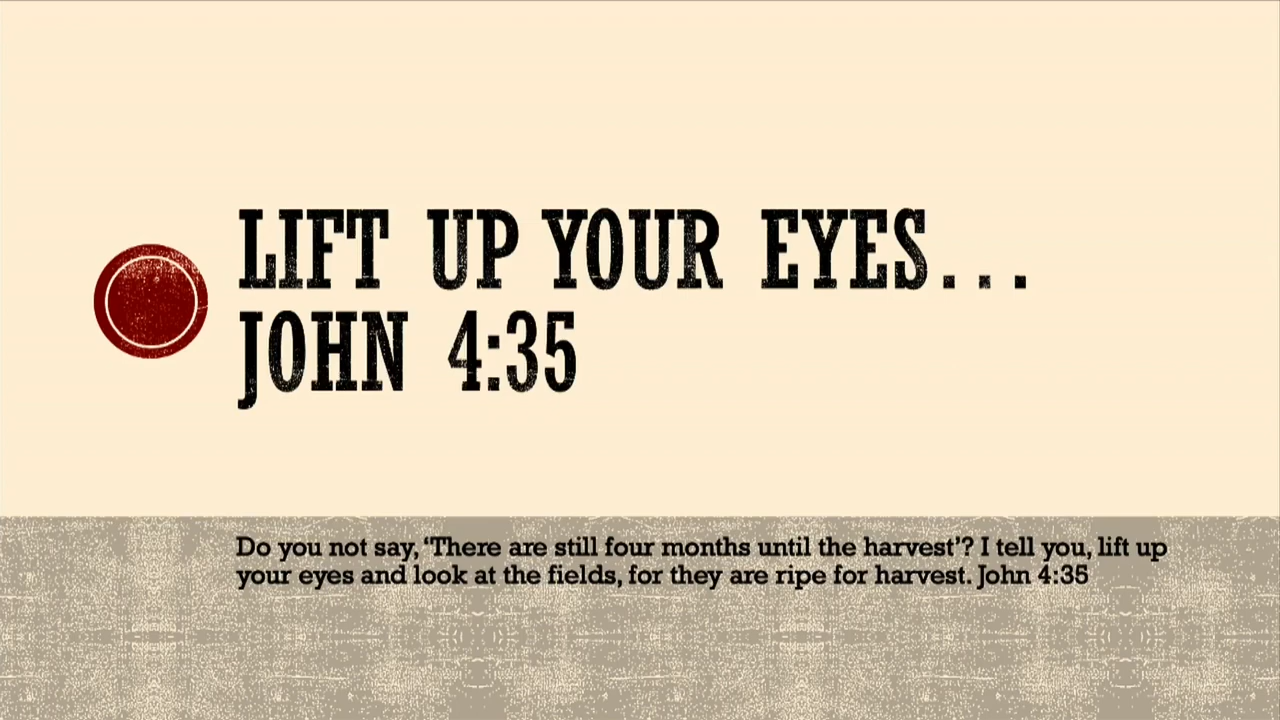 LIFT UP YOUR EYES...
JOHN 4:35
Do you not say, ‘There are still four months until the harvest’? I tell you, lift up
your eyes and look at the fields, for they are ripe for harvest. John 4:35